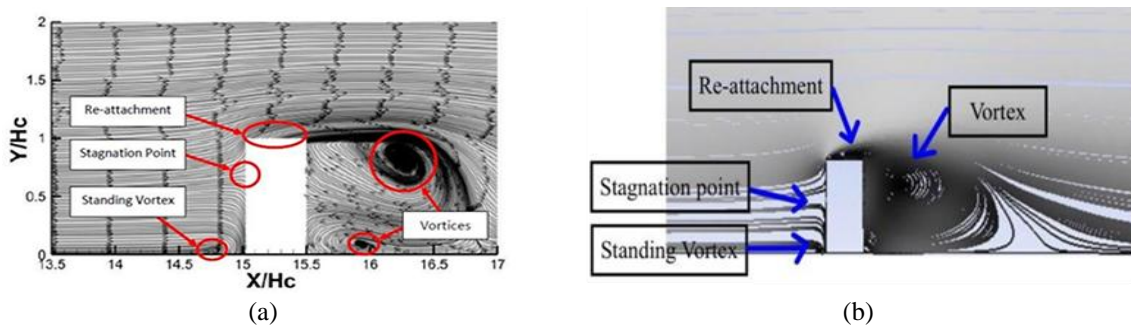 2
1.5
1
0.5
0
Y/Hc
Re-attachment
Stagnation Point
Standing Vortex
Vortices
13.5 14 14.5 15 15.5 16 16.5 17
X/Hc
(a)
Re-attachment
Vortex
Stagnation point
Standing Vortex
(b)